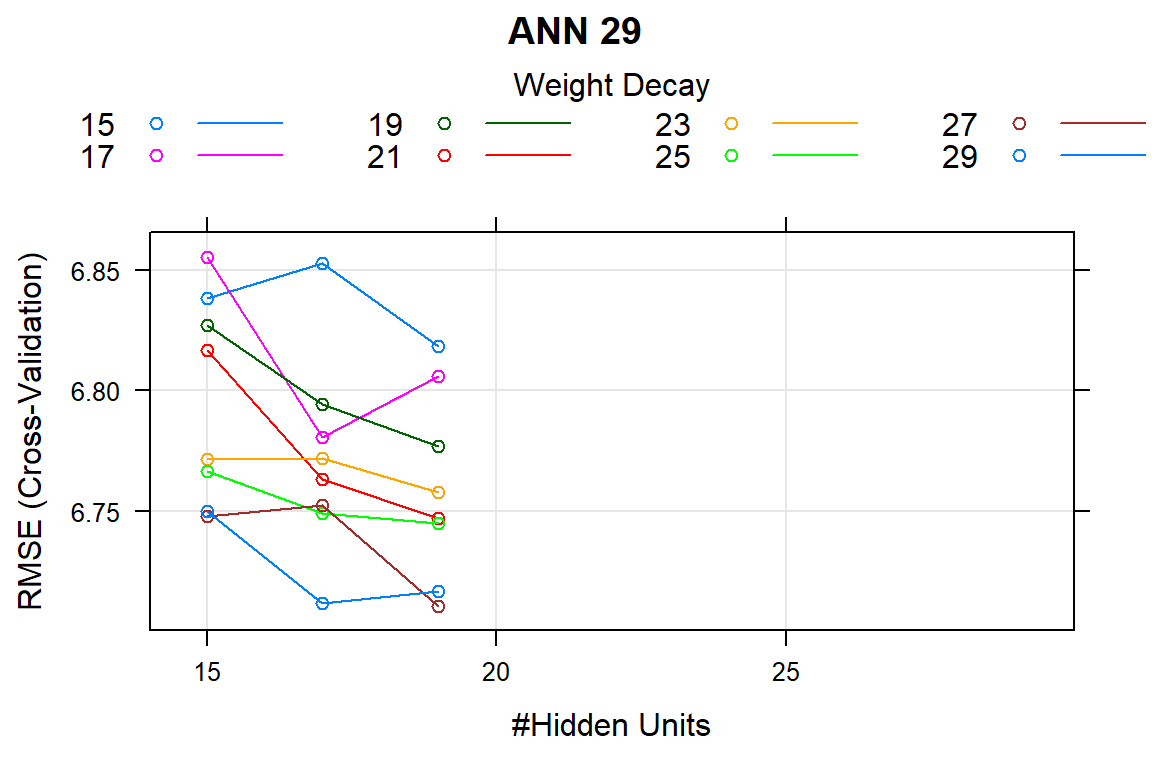 ANN 29
Weight Decay
15 19 23 27
17 21 25 29
RMSE (Cross-Validation)
6.85
6.80
6.75
15 20 25
#Hidden Units